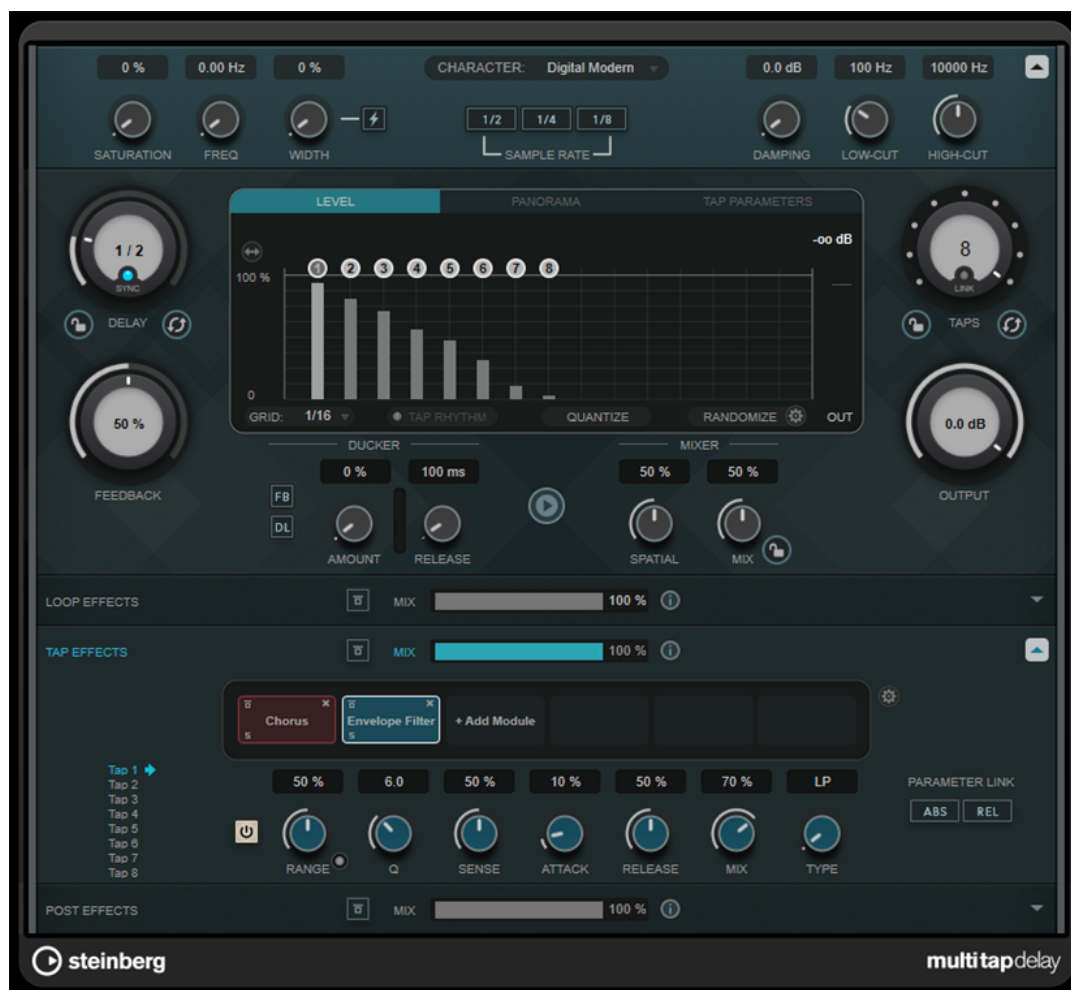 0 % 0.00 Hz 0 % CHARACTER: Digital Modern 0.0 dB 100 Hz 10000 Hz
1/2 1/4 1/8
SATURATION FREQ WIDTH SAMPLE RATE DAMPING LOW-CUT HIGH-CUT
LEVEL PANORAMA TAP PARAMETERS
1 / 2
SYNC
DELAY
-oo dB
100 %
1 2 3 4 5 6 7 8
0
GRID: 1/16 TAP RHYTHM QUANTIZE RANDOMIZE OUT
8
LINK
TAPS
50 %
FEEDBACK
DUCKER MIXER
0 % 100 ms 50 % 50 %
FB
DL
AMOUNT RELEASE SPATIAL MIX
0.0 dB
OUTPUT
LOOP EFFECTS MIX 100 %
TAP EFFECTS MIX 100 %
Chorus Envelope Filter + Add Module
S S
Tap 1
Tap 2
Tap 3
Tap 4
Tap 5
Tap 6
Tap 7
Tap 8
50 % 6.0 50 % 10 % 50 % 70 % LP
RANGE Q SENSE ATTACK RELEASE MIX TYPE
PARAMETER LINK
ABS REL
POST EFFECTS MIX 100 %
steinberg multitapdelay